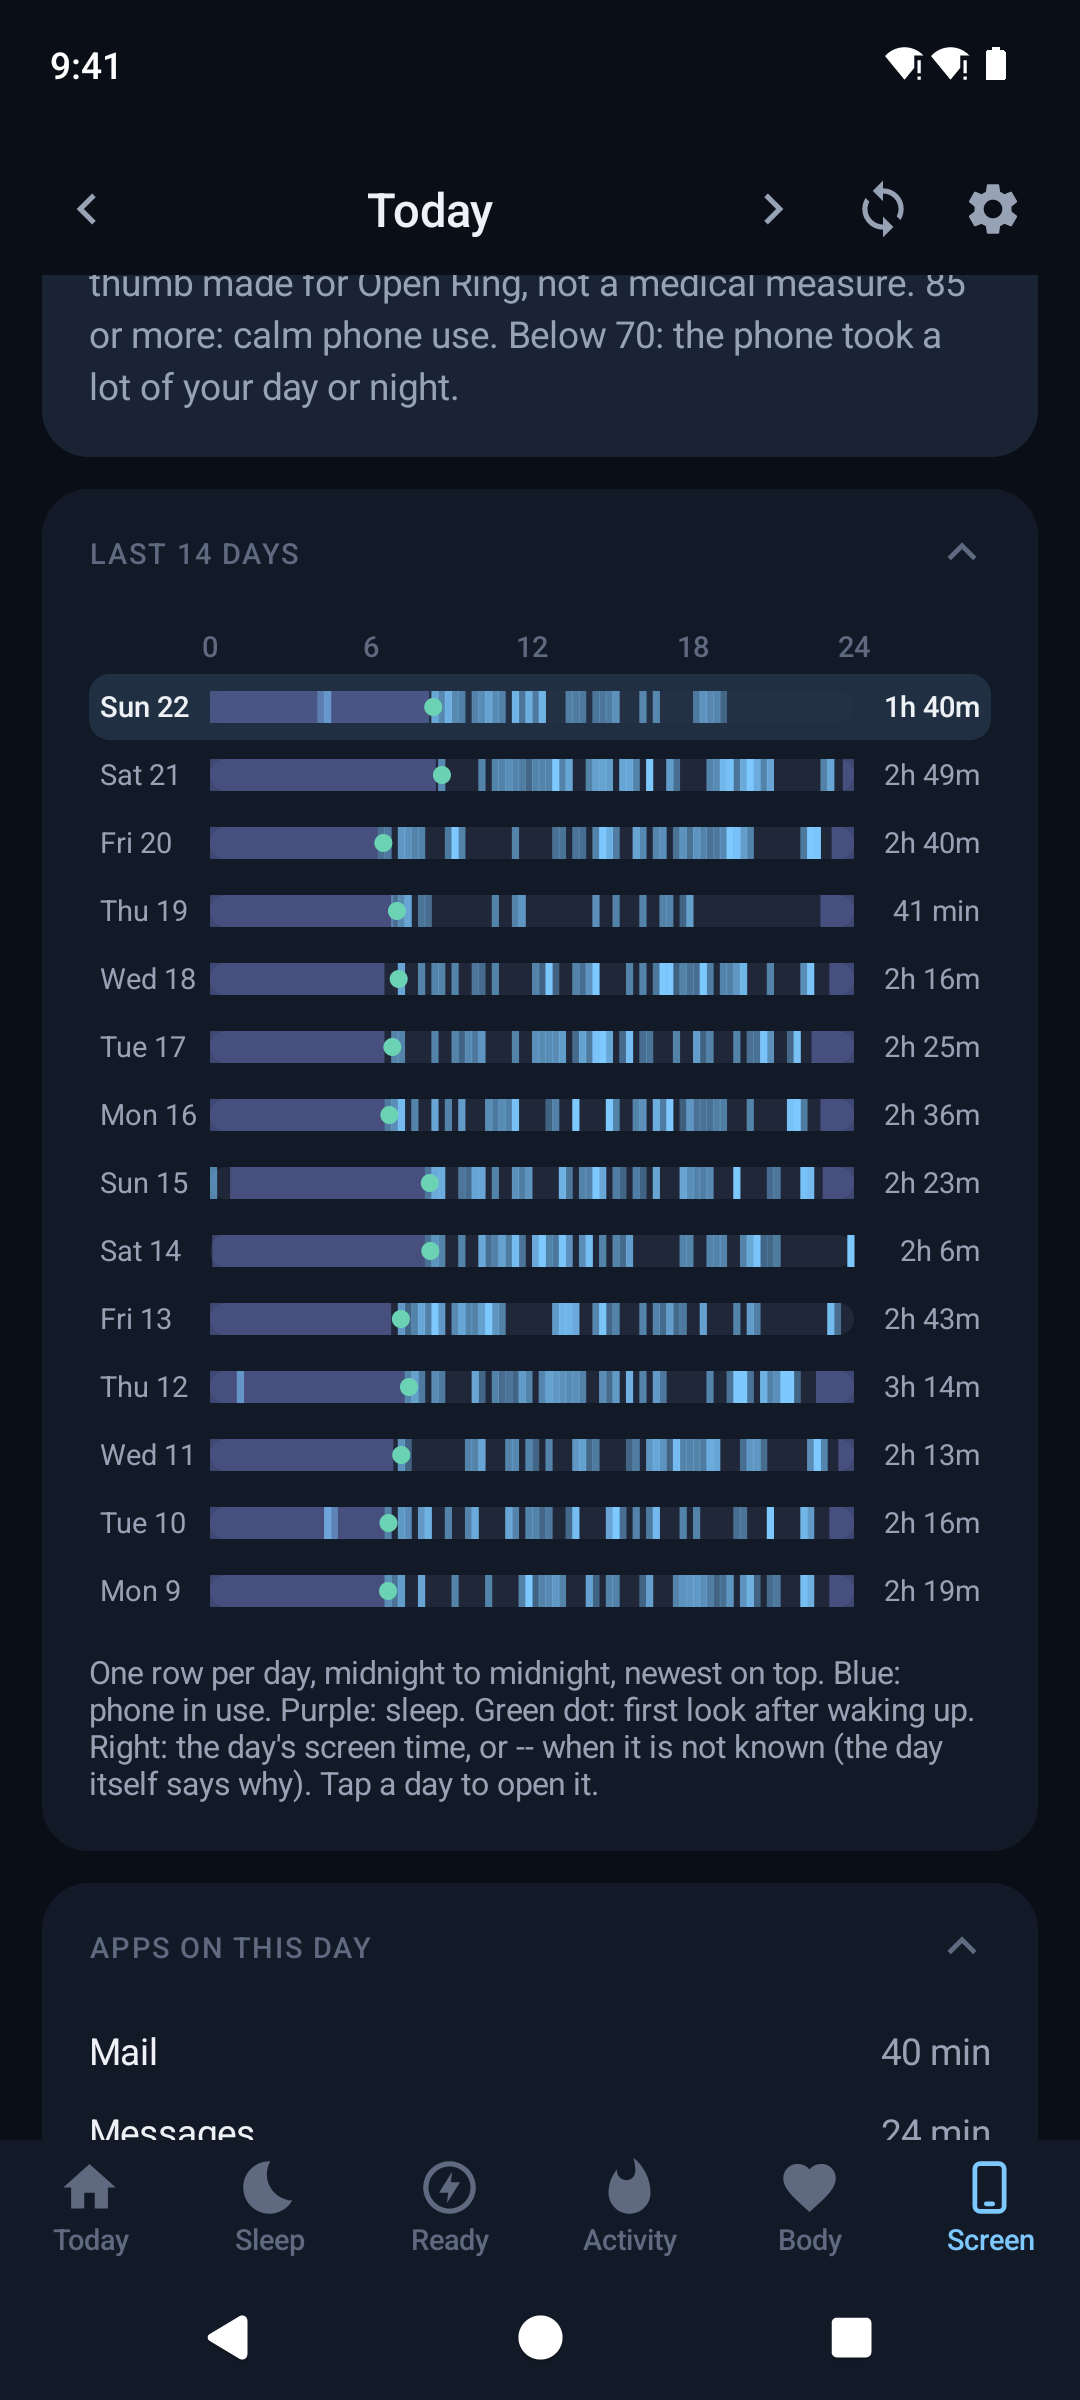 9:41
Today
thumb made for Open Ring, not a medical measure. 85
or more: calm phone use. Below 70: the phone took a
lot of your day or night.
LAST 14 DAYS
0 6 12 18 24
Sun 22 1h 40m
Sat 21 2h 49m
Fri 20 2h 40m
Thu 19 41 min
Wed 18 2h 16m
Tue 17 2h 25m
Mon 16 2h 36m
Sun 15 2h 23m
Sat 14 2h 6m
Fri 13 2h 43m
Thu 12 3h 14m
Wed 11 2h 13m
Tue 10 2h 16m
Mon 9 2h 19m
One row per day, midnight to midnight, newest on top. Blue:
phone in use. Purple: sleep. Green dot: first look after waking up.
Right: the day's screen time, or -- when it is not known (the day
itself says why). Tap a day to open it.
APPS ON THIS DAY
Mail 40 min
Messages 24 min
Today Sleep Ready Activity Body Screen